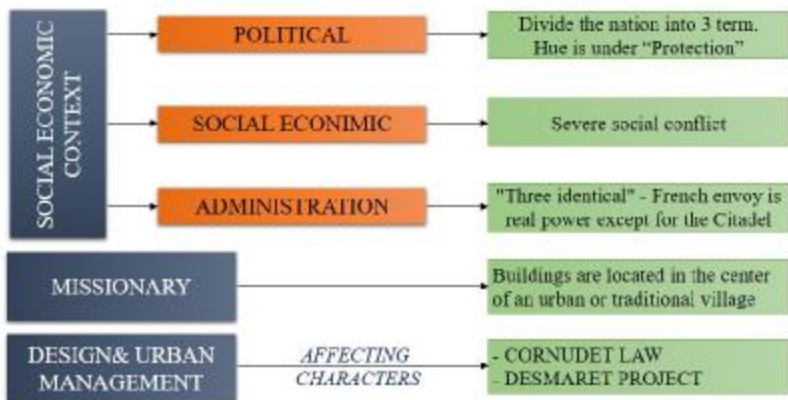 SOCIAL ECONOMIC
CONTEXT
POLITICAL
Divide the nation into 3 term.
Hue is under “Protection”
SOCIAL ECONIMIC
Severe social conflict
ADMINISTRATION
"Three identical" - French envoy is
real power except for the Citadel
MISSIONARY
Buildings are located in the center
of an urban or traditional village
DESIGN& URBAN
MANAGEMENT
AFFECTING
CHARACTERS
- CORNUDET LAW
- DESMARET PROJECT